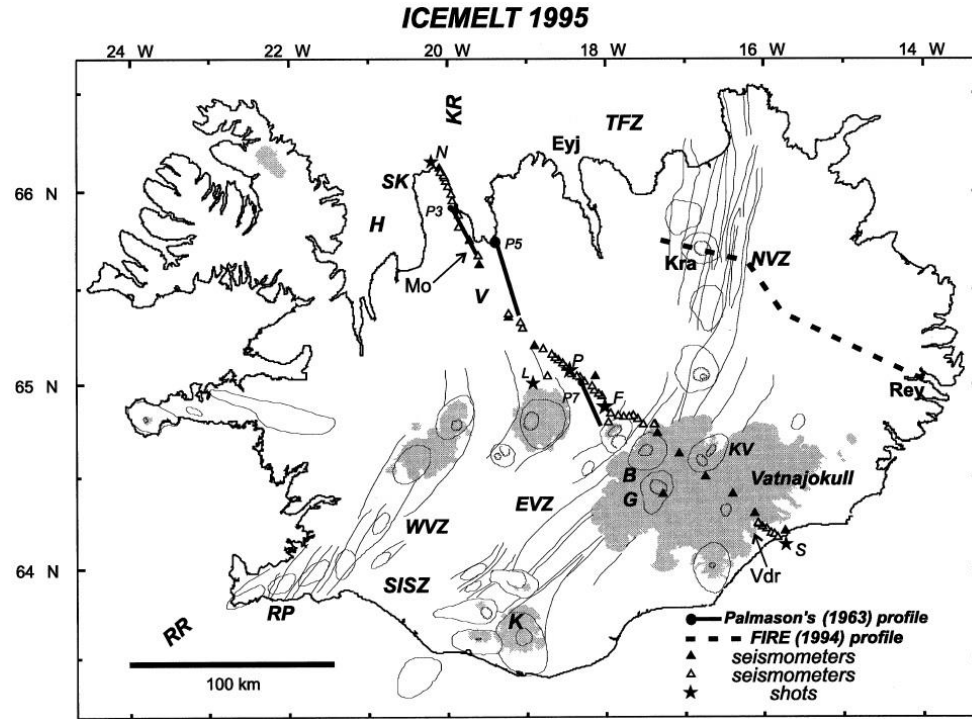 ICEMELT 1995
24 W 22 W 20 W 18 W 16 W 14 W
KR
TFZ
Eyj
N
66 N
SK
P3
H
P5
Kra
NVZ
Mo
V
65 N
L
P
P7
F
Rey
B
KV
G
Vatnajokull
EVZ
WVZ
S
Vdr
64 N
SISZ
RP
K
RR
100 km
Palmason's (1963) profile
FIRE (1994) profile
seismometers
seismometers
shots